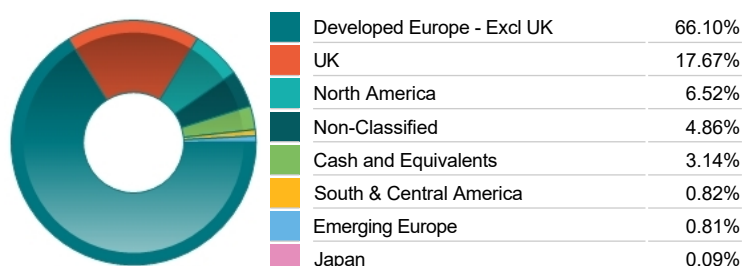 Developed Europe - Excl UK 66.10%
UK 17.67%
North America 6.52%
Non-Classified 4.86%
Cash and Equivalents 3.14%
South & Central America 0.82%
Emerging Europe 0.81%
Japan 0.09%